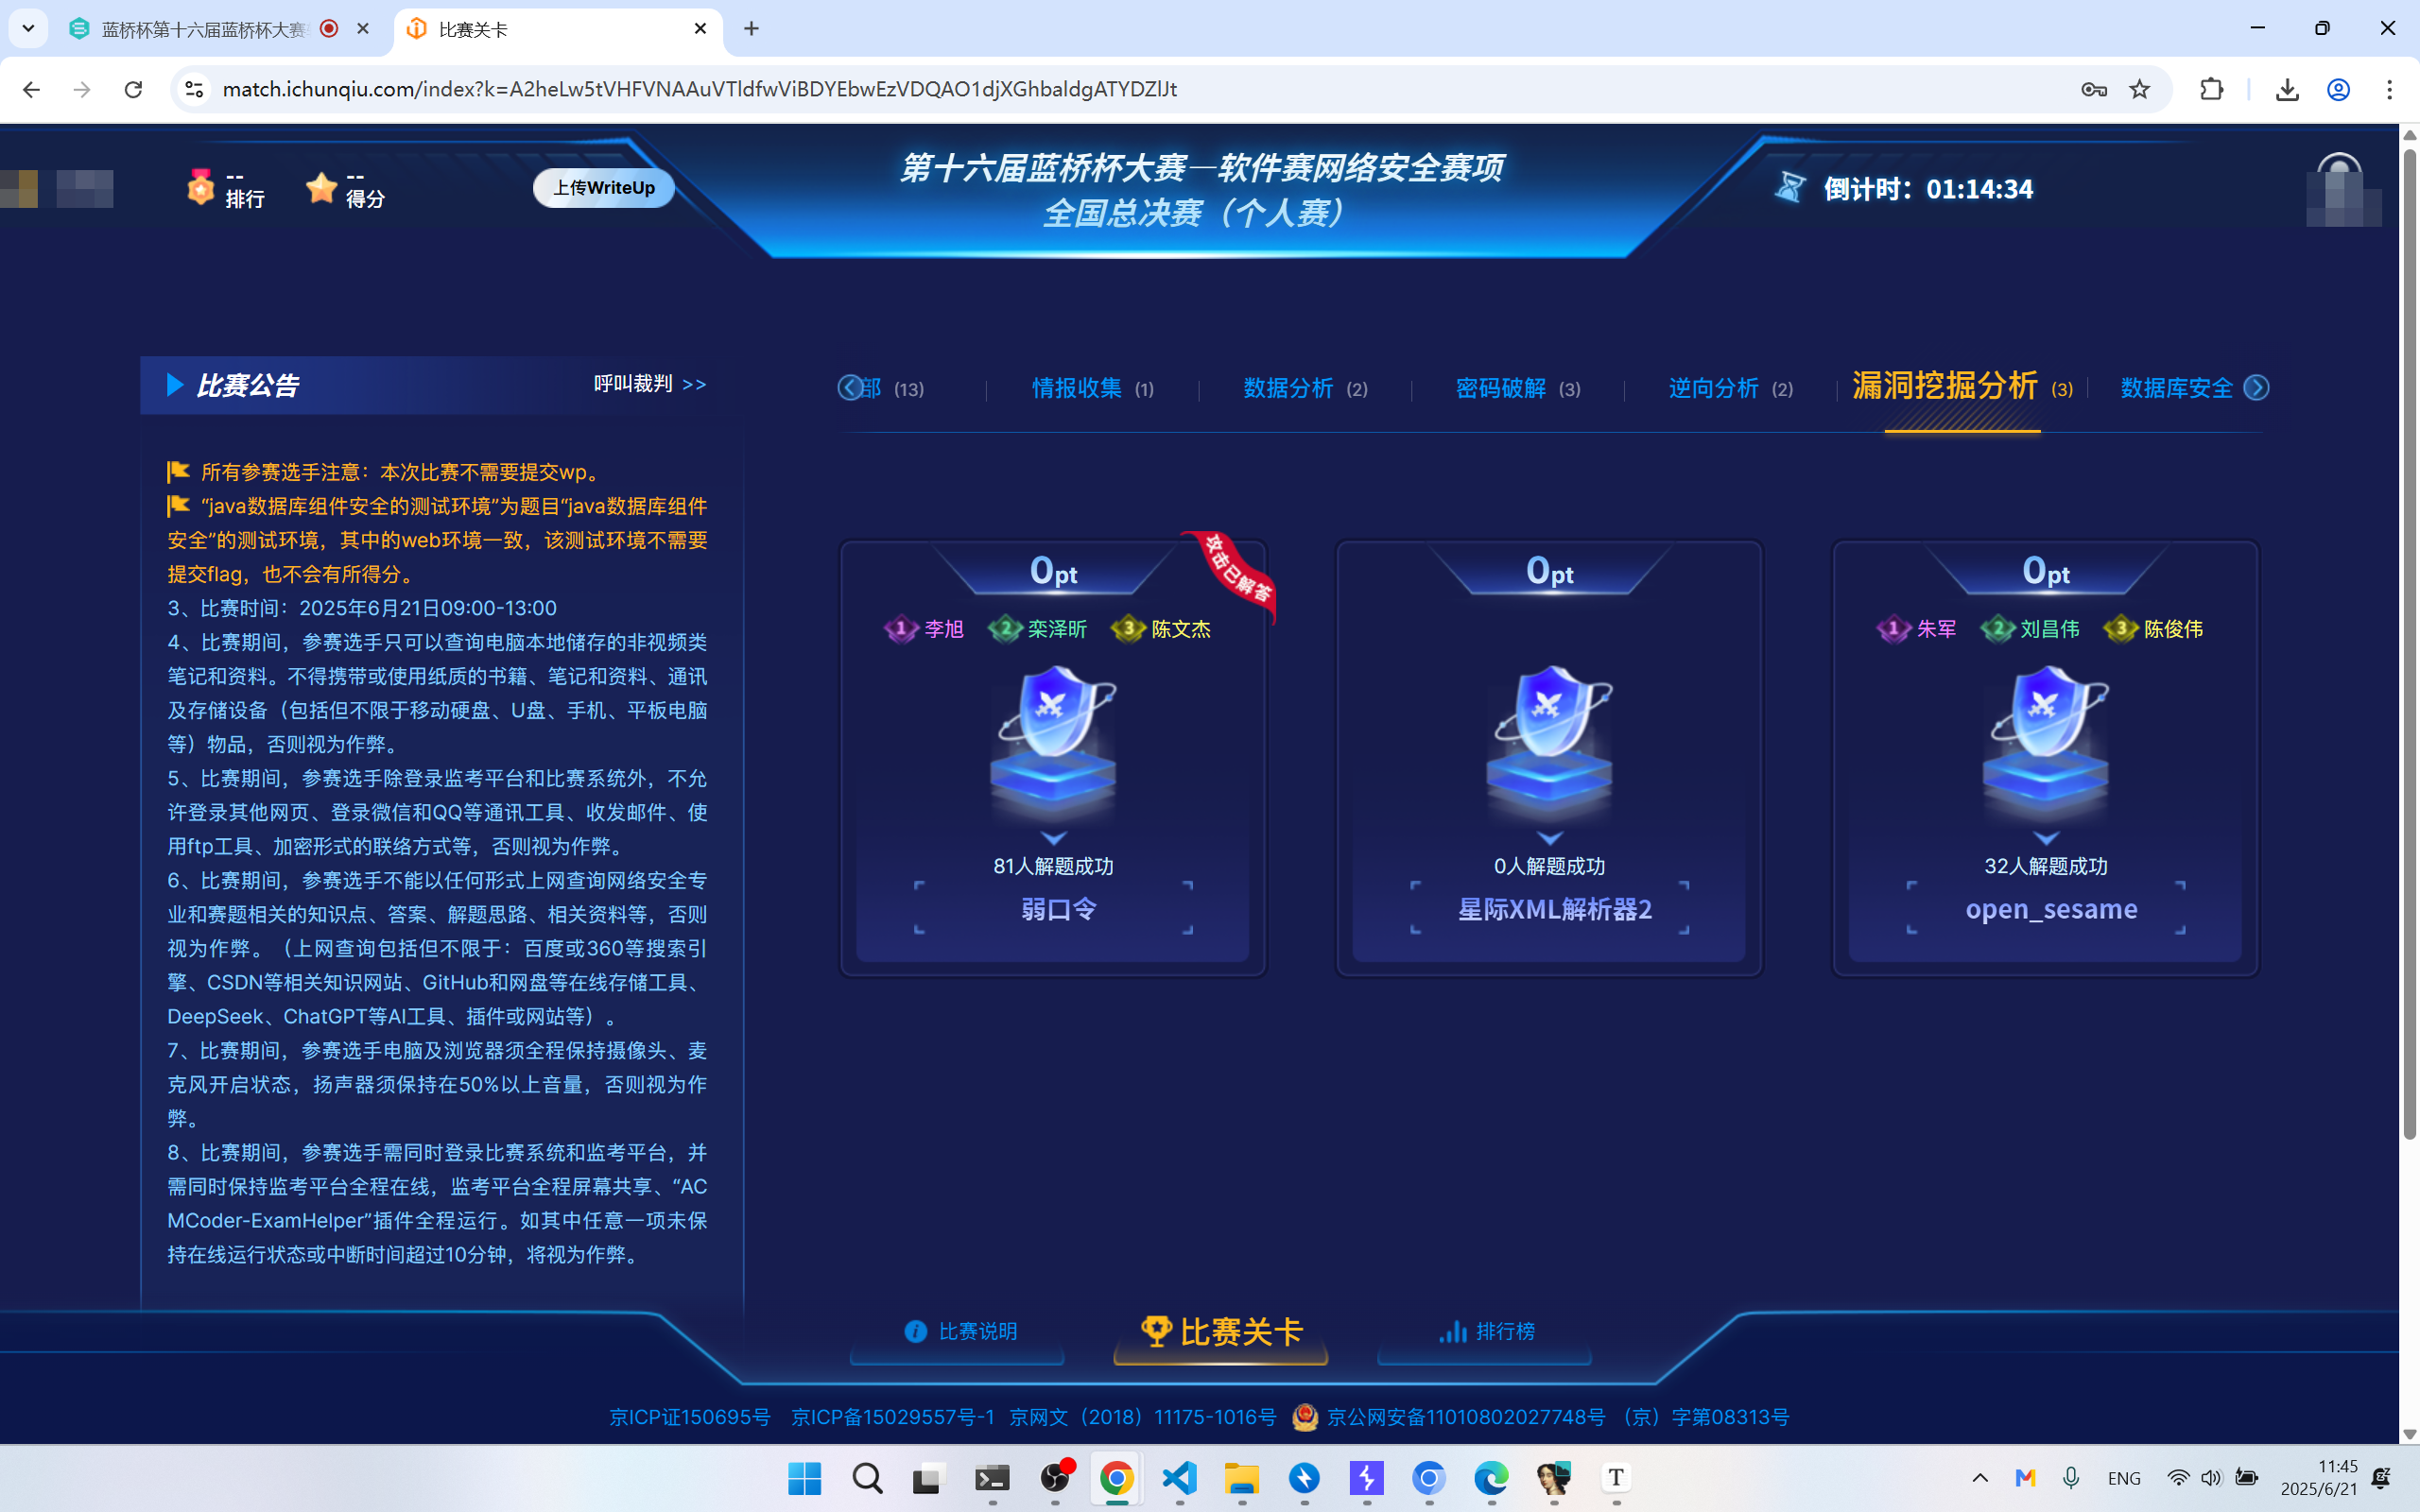 蓝桥杯第十六届蓝桥杯大赛
比赛关卡
match.ichunqiu.com/index?k=A2heLw5tVHFVNAAuVTldfwViBDYEbwEzVDQAO1djXGhbaldgATYDZlJt
--
排行
--
得分
上传WriteUp
第十六届蓝桥杯大赛—软件赛网络安全赛项
全国总决赛（个人赛）
倒计时：01:14:34
比赛公告
呼叫裁判 >>
所有参赛选手注意：本次比赛不需要提交wp。
“java数据库组件安全的测试环境”为题目“java数据库组件
安全”的测试环境，其中的web环境一致，该测试环境不需要
提交flag，也不会有所得分。
3、比赛时间：2025年6月21日09:00-13:00
4、比赛期间，参赛选手只可以查询电脑本地储存的非视频类
笔记和资料。不得携带或使用纸质的书籍、笔记和资料、通讯
及存储设备（包括但不限于移动硬盘、U盘、手机、平板电脑
等）物品，否则视为作弊。
5、比赛期间，参赛选手除登录监考平台和比赛系统外，不允
许登录其他网页、登录微信和QQ等通讯工具、收发邮件、使
用ftp工具、加密形式的联络方式等，否则视为作弊。
6、比赛期间，参赛选手不能以任何形式上网查询网络安全专
业和赛题相关的知识点、答案、解题思路、相关资料等，否则
视为作弊。（上网查询包括但不限于：百度或360等搜索引
擎、CSDN等相关知识网站、GitHub和网盘等在线存储工具、
DeepSeek、ChatGPT等AI工具、插件或网站等）。
7、比赛期间，参赛选手电脑及浏览器须全程保持摄像头、麦
克风开启状态，扬声器须保持在50%以上音量，否则视为作
弊。
8、比赛期间，参赛选手需同时登录比赛系统和监考平台，并
需同时保持监考平台全程在线，监考平台全程屏幕共享、“AC
MCoder-ExamHelper”插件全程运行。如其中任意一项未保
持在线运行状态或中断时间超过10分钟，将视为作弊。
部 (13)
情报收集 (1)
数据分析 (2)
密码破解 (3)
逆向分析 (2)
漏洞挖掘分析 (3)
数据库安全
0pt
攻击已解答
1 李旭 2 栾泽昕 3 陈文杰
81人解题成功
弱口令
0pt
0人解题成功
星际XML解析器2
0pt
1 朱军 2 刘昌伟 3 陈俊伟
32人解题成功
open_sesame
比赛说明
比赛关卡
排行榜
京ICP证150695号 京ICP备15029557号-1 京网文（2018）11175-1016号 京公网安备11010802027748号 （京）字第08313号
T
ENG
11:45
2025/6/21